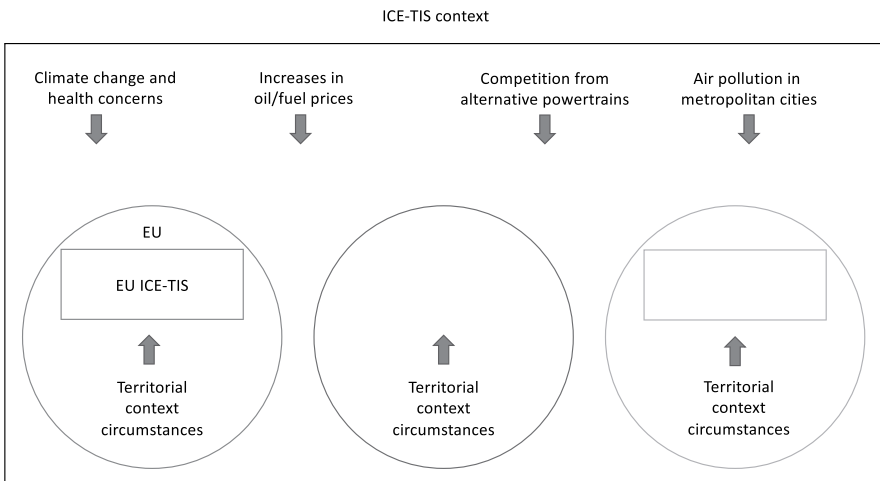 ICE-TIS context
Climate change and
health concerns
Increases in
oil/fuel prices
Competition from
alternative powertrains
Air pollution in
metropolitan cities
EU
EU ICE-TIS
Territorial
context
circumstances
Territorial
context
circumstances
Territorial
context
circumstances